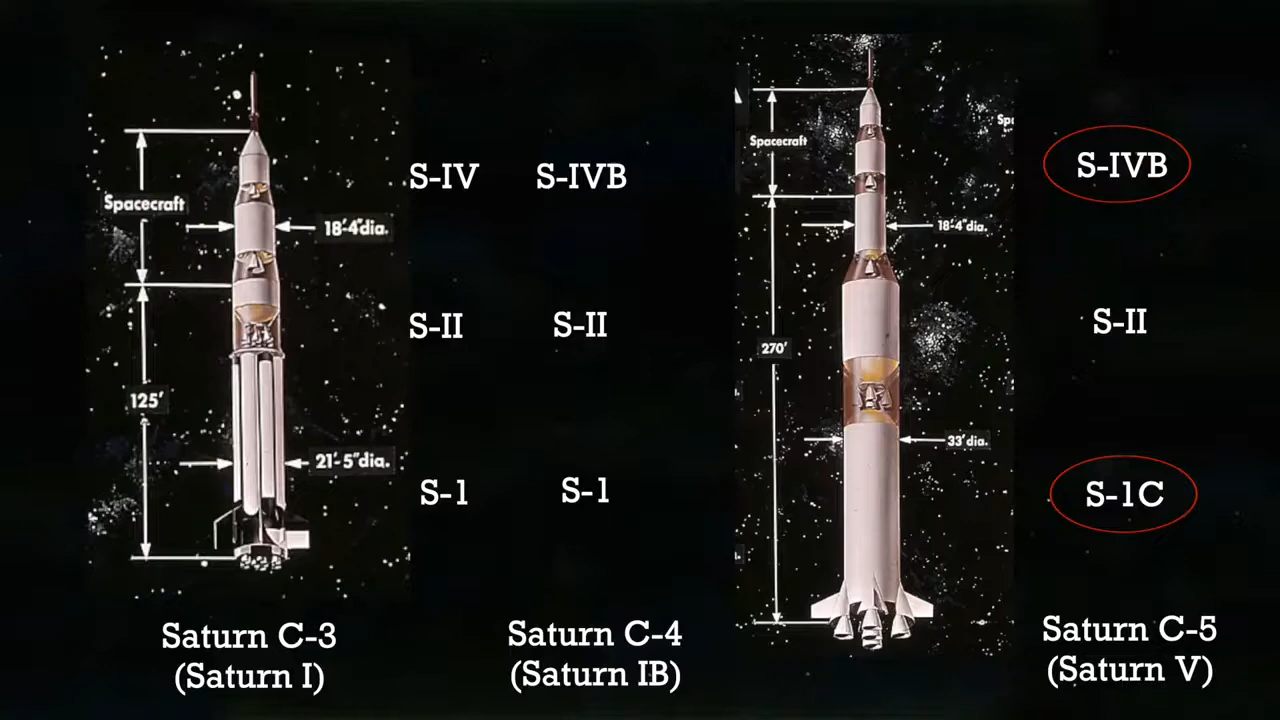 Spacecraft
18'-4"dia.
125'
21'-5"dia.
S-IV
S-IVB
S-II
S-II
S-1
S-1
Saturn C-3
(Saturn I)
Saturn C-4
(Saturn IB)
Spacecraft
18'-4"dia.
270'
33'dia.
S-IVB
S-II
S-1C
Saturn C-5
(Saturn V)